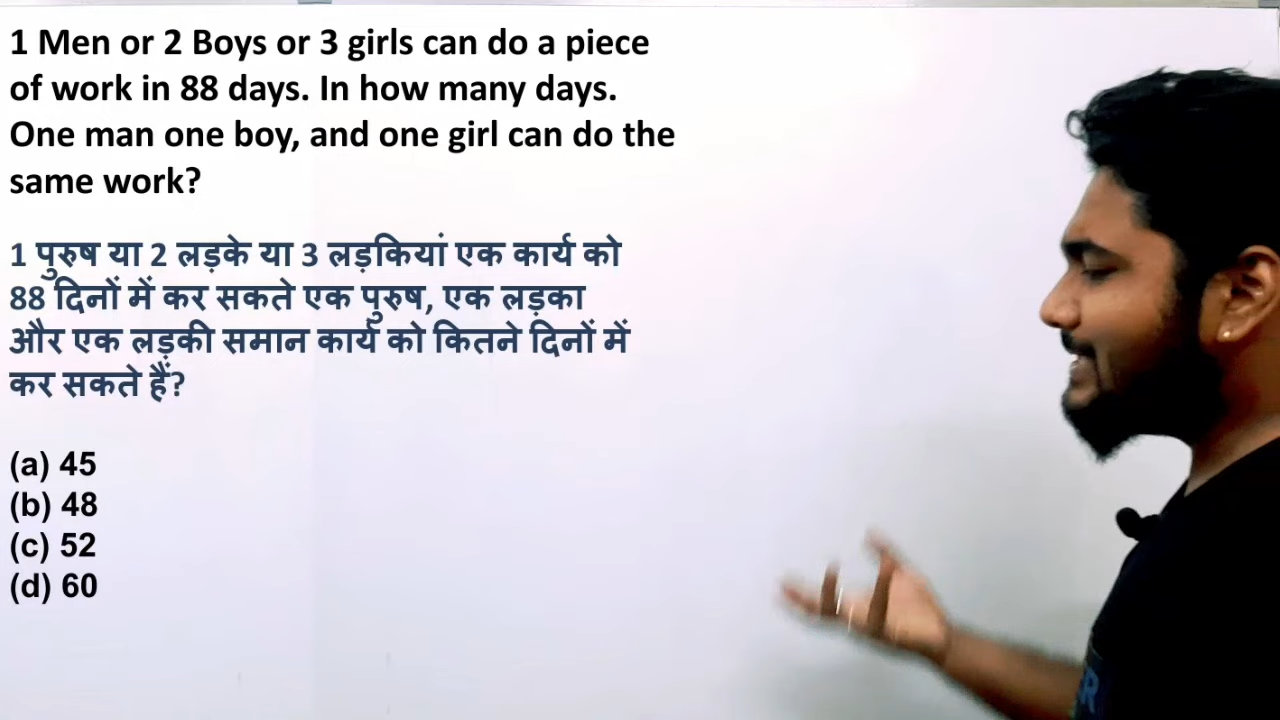 1 Men or 2 Boys or 3 girls can do a piece
of work in 88 days. In how many days.
One man one boy, and one girl can do the
same work?
1 पुरुष या 2 लड़के या 3 लड़कियां एक कार्य को
88 दिनों में कर सकते एक पुरुष, एक लड़का
और एक लड़की समान कार्य को कितने दिनों में
कर सकते हैं?
(a) 45
(b) 48
(c) 52
(d) 60